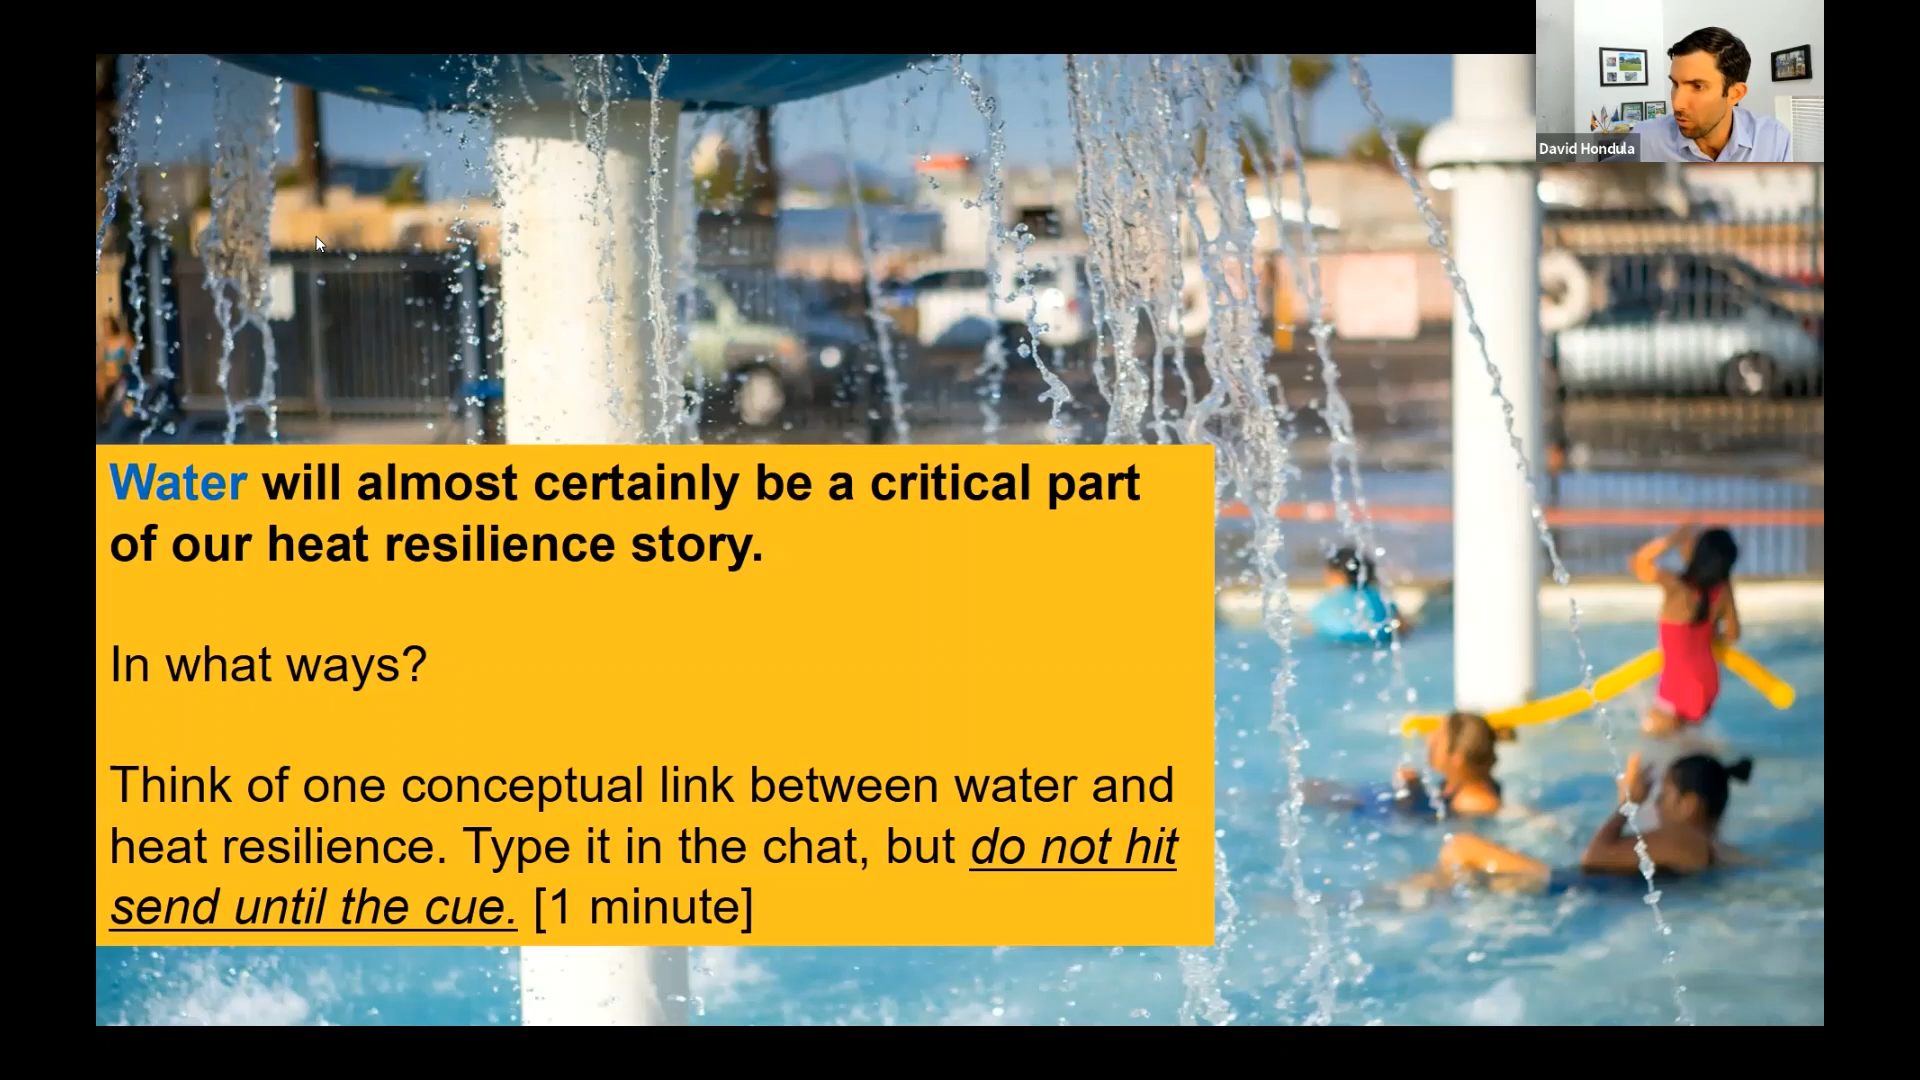 David Hondula
Water will almost certainly be a critical part
of our heat resilience story.
In what ways?
Think of one conceptual link between water and
heat resilience. Type it in the chat, but do not hit
send until the cue. [1 minute]